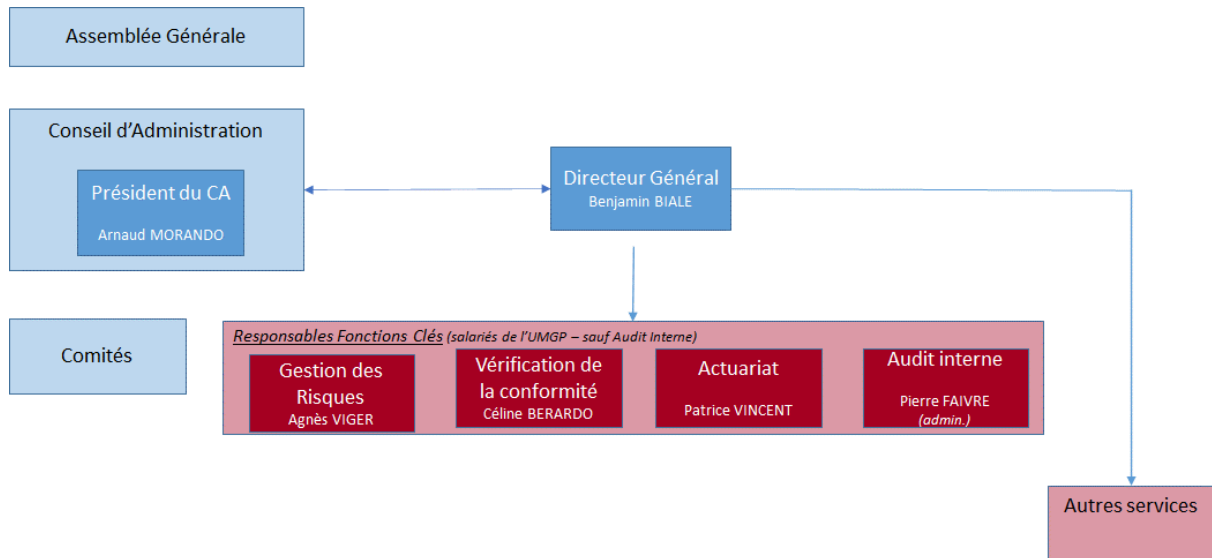 Assemblée Générale
Conseil d’Administration
Président du CA
Arnaud MORANDO
Directeur Général
Benjamin BIALE
Comités
Responsables Fonctions Clés (salariés de l’UMGP – sauf Audit Interne)
Gestion des
Risques
Agnès VIGER
Vérification de
la conformité
Céline BERARDO
Actuariat
Patrice VINCENT
Audit interne
Pierre FAIVRE
(admin.)
Autres services